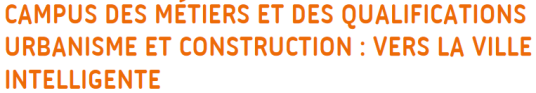 CAMPUS DES MÉTIERS ET DES QUALIFICATIONS
URBANISME ET CONSTRUCTION : VERS LA VILLE
INTELLIGENTE